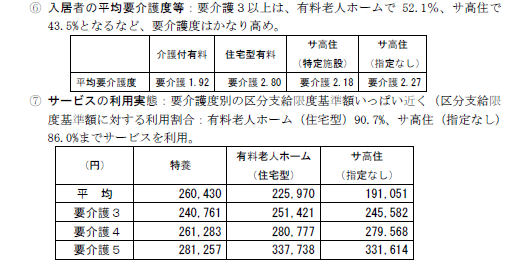 ⑥ 入居者の平均要介護度等:要介護3以上は、有料老人ホームで 52.1%、サ高住で
43.5%となるなど、要介護度はかなり高め。
介護付有料 住宅型有料 サ高住(特定施設) サ高住(指定なし)
平均要介護度 要介護1.92 要介護2.80 要介護2.18 要介護2.27
⑦ サービスの利用実態:要介護度別の区分支給限度基準額いっぱい近く(区分支給限
度基準額に対する利用割合:有料老人ホーム(住宅型)90.7%、サ高住(指定なし)
86.0%までサービスを利用。
(円) 特養 有料老人ホーム(住宅型) サ高住(指定なし)
平 均 260,430 225,970 191,051
要介護3 240,761 251,421 245,582
要介護4 261,283 280,777 279.568
要介護5 281,257 337,738 331,614